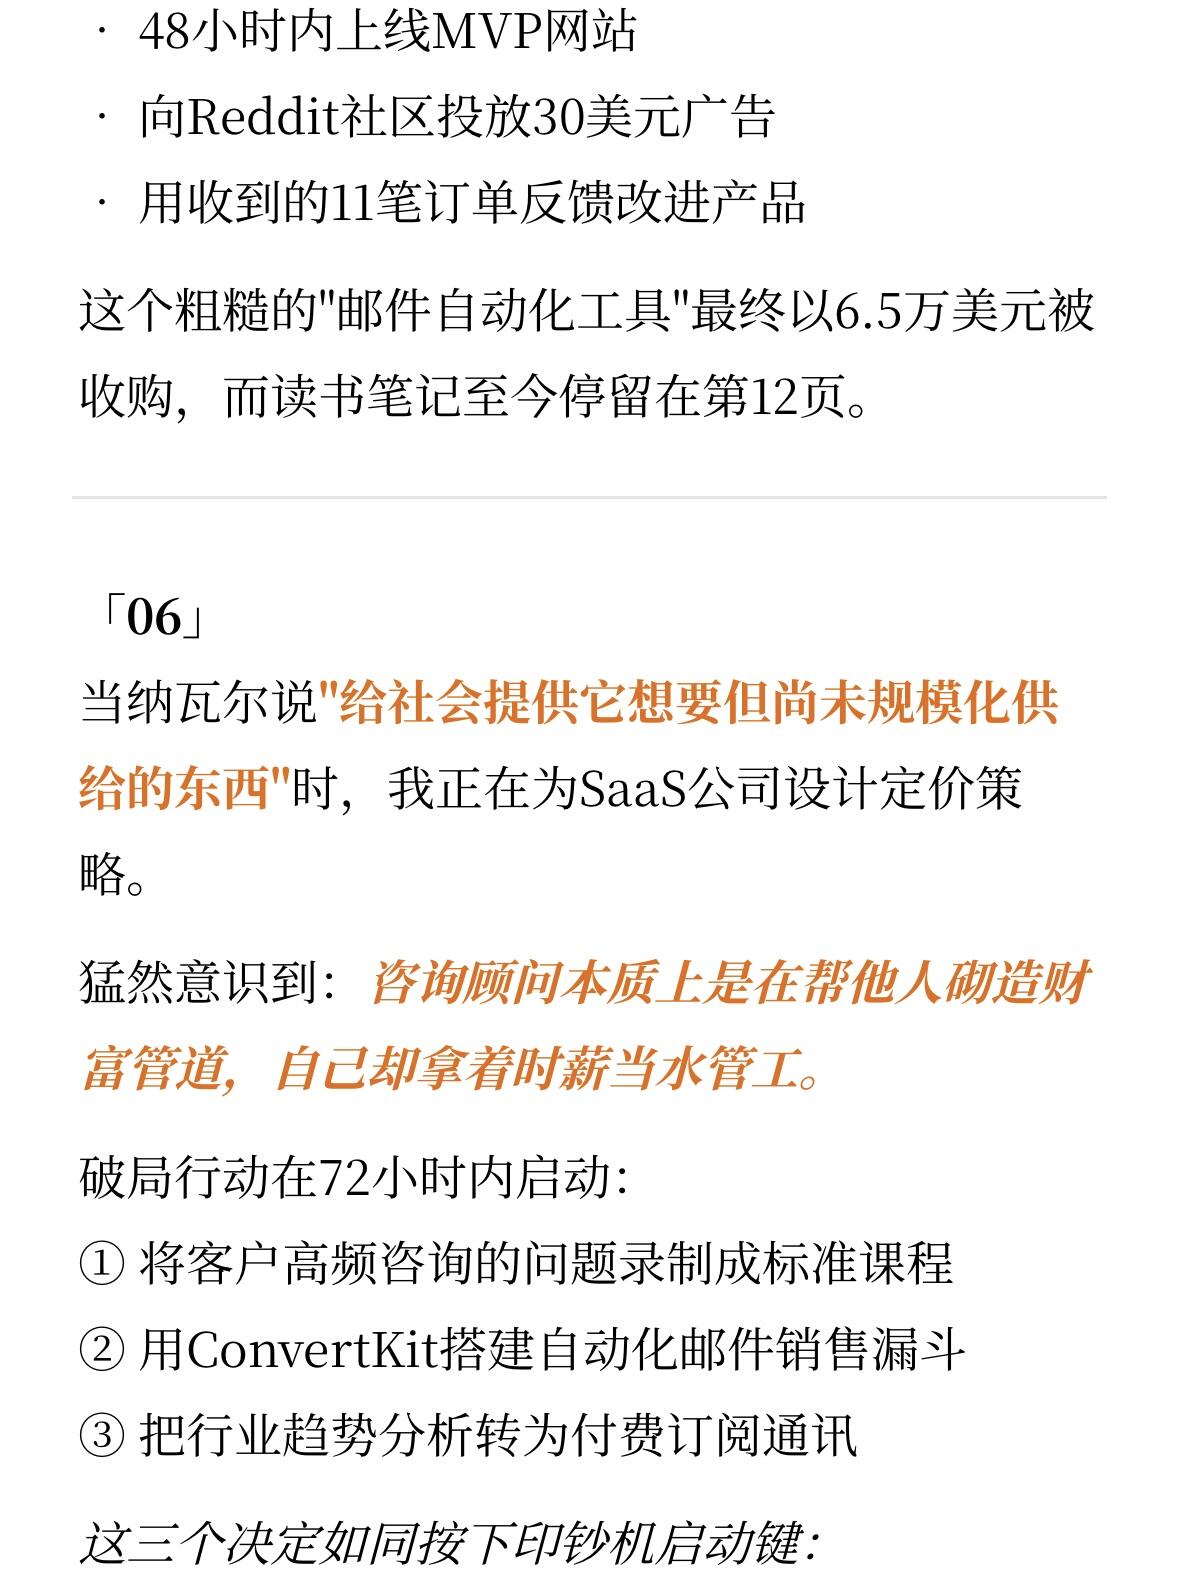 · 48小时内上线MVP网站
· 向Reddit社区投放30美元广告
· 用收到的11笔订单反馈改进产品
这个粗糙的"邮件自动化工具"最终以6.5万美元被
收购，而读书笔记至今停留在第12页。
「06」
当纳瓦尔说"给社会提供它想要但尚未规模化供
给的东西"时，我正在为SaaS公司设计定价策
略。
猛然意识到：咨询顾问本质上是在帮他人砌造财
富管道，自己却拿着时薪当水管工。
破局行动在72小时内启动：
① 将客户高频咨询的问题录制成标准课程
② 用ConvertKit搭建自动化邮件销售漏斗
③ 把行业趋势分析转为付费订阅通讯
这三个决定如同按下印钞机启动键：